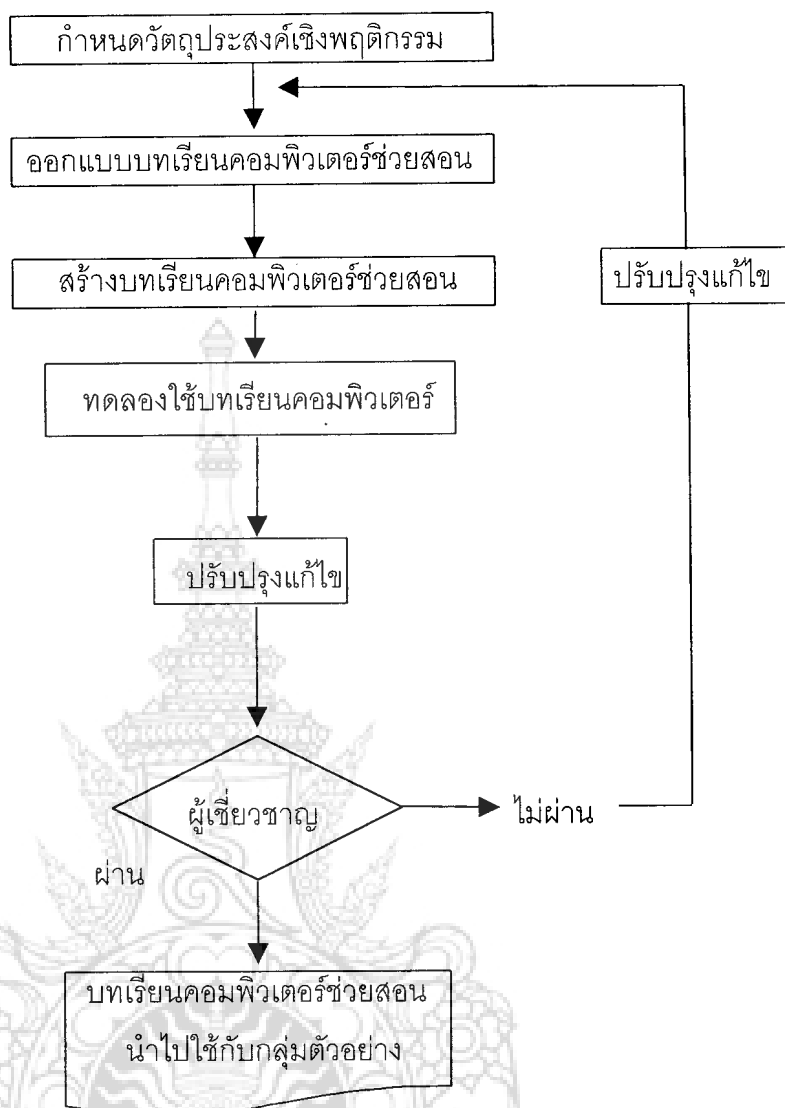 กำหนดวัตถุประสงค์เชิงพฤติกรรม
ออกแบบบทเรียนคอมพิวเตอร์ช่วยสอน
สร้างบทเรียนคอมพิวเตอร์ช่วยสอน
ปรับปรุงแก้ไข
ทดลองใช้บทเรียนคอมพิวเตอร์
ปรับปรุงแก้ไข
ผู้เชี่ยวชาญ
ไม่ผ่าน
ผ่าน
บทเรียนคอมพิวเตอร์ช่วยสอน
นำไปใช้กับกลุ่มตัวอย่าง